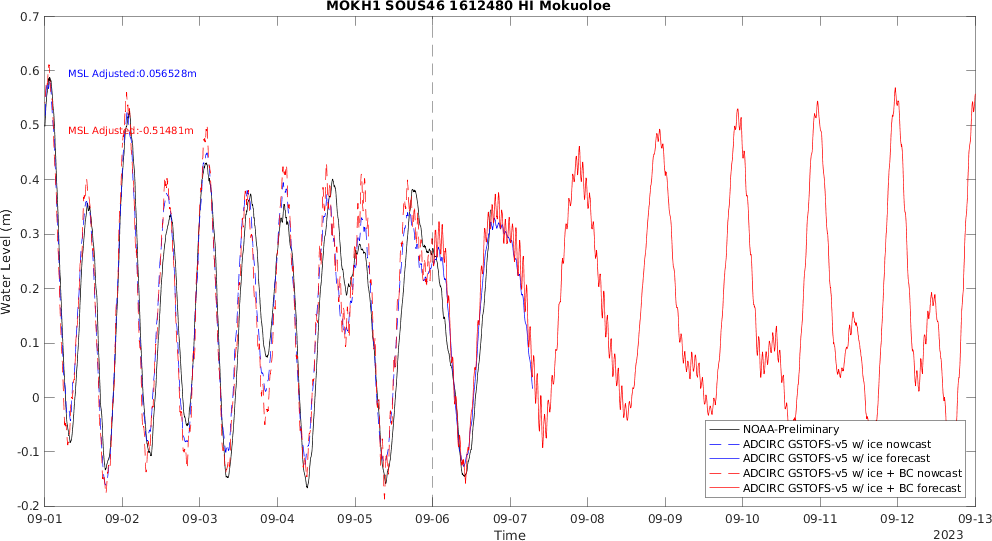 MOKH1 SOUS46 1612480 HI Mokuoloe
0.7
0.6
0.5
0.4
0.3
0.2
0.1
0
-0.1
-0.2
Water Level (m)
MSL Adjusted:0.056528m
MSL Adjusted:-0.51481m
NOAA-Preliminary
ADCIRC GSTOFS-v5 w/ ice nowcast
ADCIRC GSTOFS-v5 w/ ice forecast
ADCIRC GSTOFS-v5 w/ ice + BC nowcast
ADCIRC GSTOFS-v5 w/ ice + BC forecast
09-01 09-02 09-03 09-04 09-05 09-06 09-07 09-08 09-09 09-10 09-11 09-12 09-13
Time
2023